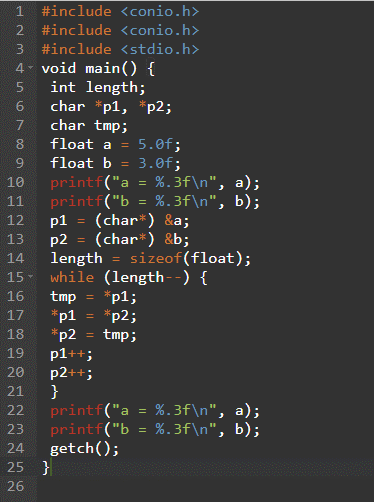 1 #include <conio.h>
2 #include <conio.h>
3 #include <stdio.h>
4 void main() {
5 int length;
6 char *p1, *p2;
7 char tmp;
8 float a = 5.0f;
9 float b = 3.0f;
10 printf("a = %.3f\n", a);
11 printf("b = %.3f\n", b);
12 p1 = (char*) &a;
13 p2 = (char*) &b;
14 length = sizeof(float);
15 while (length--) {
16 tmp = *p1;
17 *p1 = *p2;
18 *p2 = tmp;
19 p1++;
20 p2++;
21 }
22 printf("a = %.3f\n", a);
23 printf("b = %.3f\n", b);
24 getch();
25 }
26